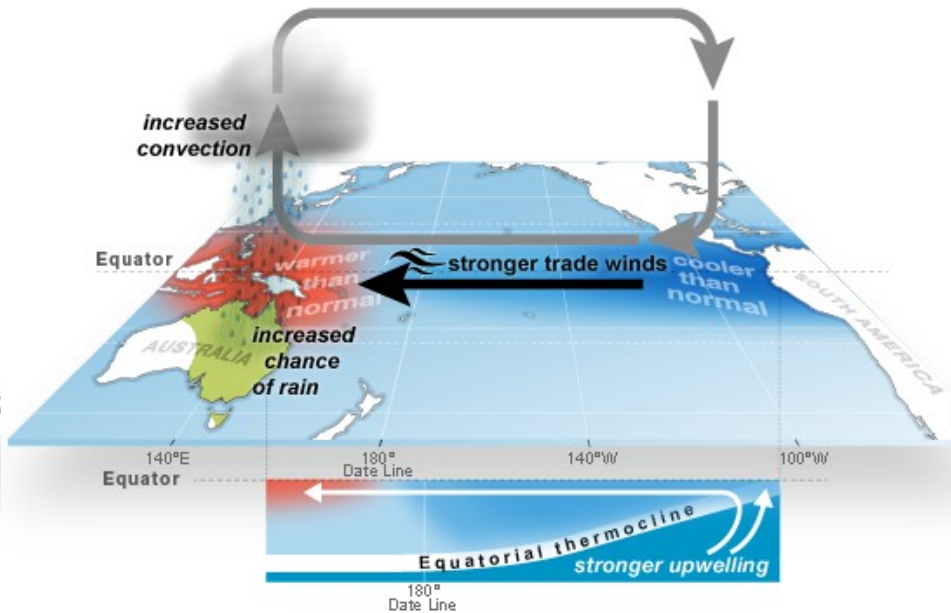 increased
convection
Equator
warmer
than
normal
stronger trade winds
cooler
than
normal
AUSTRALIA
increased
chance
of rain
SOUTH AMERICA
140°E
180°
Date Line
140°W
100°W
Equator
Equatorial thermocline
stronger upwelling
180°
Date Line